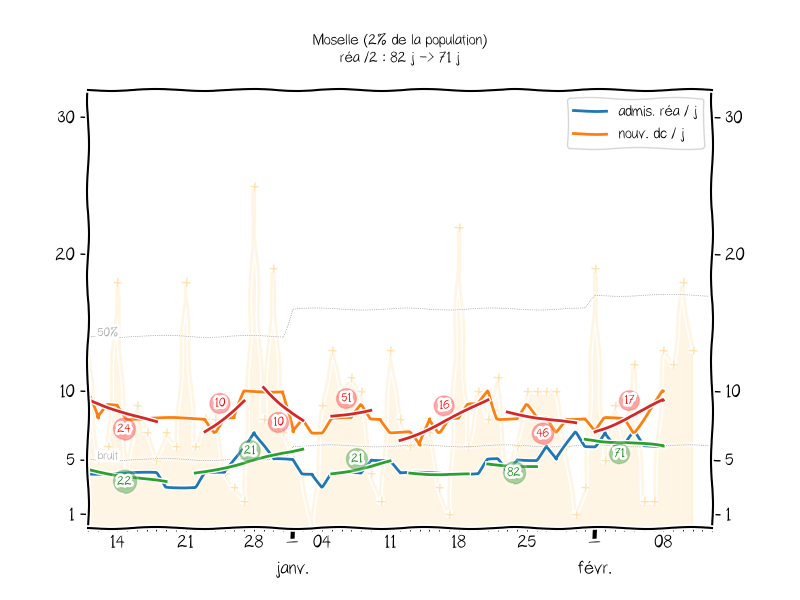 Moselle (2% de la population)
réa /2 : 82 j -> 71 j
admis. réa / j
nouv. dc / j
30 30
20 20
10 10
5 5
1 1
50%
bruit
24 10 10 51 16 46 17
22 21 21 82 71
14 21 28 04 11 18 25 08
janv. févr.